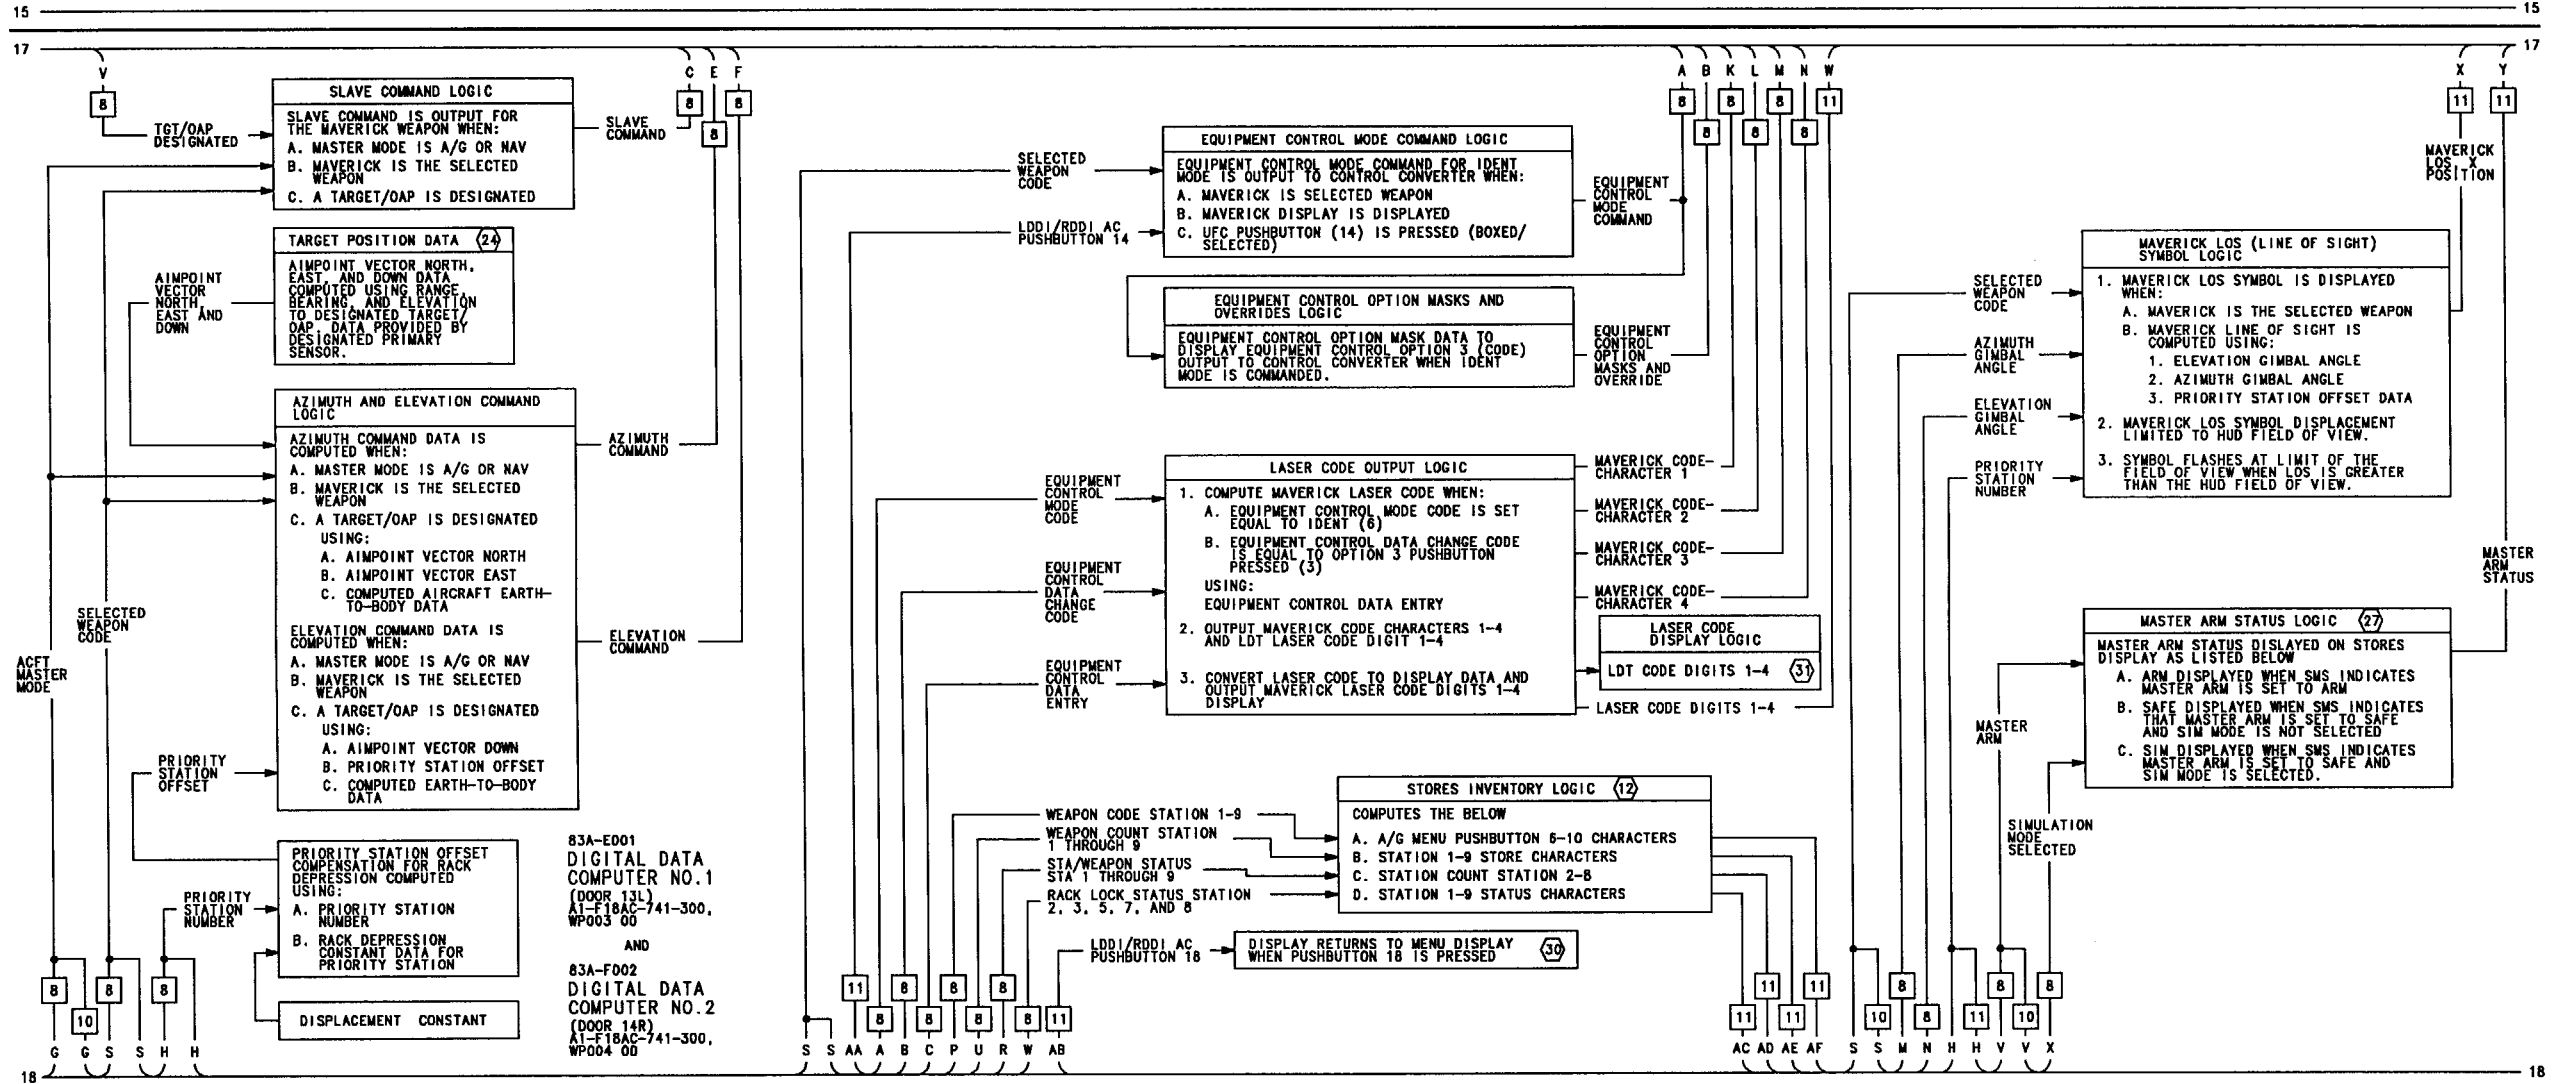 15
15
17
17
V
8
TGT/OAP
DESIGNATED
SLAVE COMMAND LOGIC
SLAVE COMMAND IS OUTPUT FOR
THE MAVERICK WEAPON WHEN:
A. MASTER MODE IS A/G OR NAV
B. MAVERICK IS THE SELECTED
WEAPON
C. A TARGET/OAP IS DESIGNATED
SLAVE
COMMAND
C
E
F
8
8
8
TARGET POSITION DATA 24
AIMPOINT VECTOR NORTH,
EAST, AND DOWN DATA
COMPUTED USING RANGE,
BEARING, AND ELEVATION
TO DESIGNATED TARGET/
OAP. DATA PROVIDED BY
DESIGNATED PRIMARY
SENSOR.
AIMPOINT
VECTOR
NORTH,
EAST AND
DOWN
AZIMUTH AND ELEVATION COMMAND
LOGIC
AZIMUTH COMMAND DATA IS
COMPUTED WHEN:
A. MASTER MODE IS A/G OR NAV
B. MAVERICK IS THE SELECTED
WEAPON
C. A TARGET/OAP IS DESIGNATED
USING:
A. AIMPOINT VECTOR NORTH
B. AIMPOINT VECTOR EAST
C. COMPUTED AIRCRAFT EARTH-
TO-BODY DATA
ELEVATION COMMAND DATA IS
COMPUTED WHEN:
A. MASTER MODE IS A/G OR NAV
B. MAVERICK IS THE SELECTED
WEAPON
C. A TARGET/OAP IS DESIGNATED
USING:
A. AIMPOINT VECTOR DOWN
B. PRIORITY STATION OFFSET
C. COMPUTED EARTH-TO-BODY
DATA
AZIMUTH
COMMAND
ELEVATION
COMMAND
SELECTED
WEAPON
CODE
ACFT
MASTER
MODE
PRIORITY
STATION
OFFSET
PRIORITY STATION OFFSET
COMPENSATION FOR RACK
DEPRESSION COMPUTED
USING:
A. PRIORITY STATION
NUMBER
B. RACK DEPRESSION
CONSTANT DATA FOR
PRIORITY STATION
PRIORITY
STATION
NUMBER
DISPLACEMENT CONSTANT
83A-E001
DIGITAL DATA
COMPUTER NO.1
(DOOR 13L)
A1-F18AC-741-300,
WP003 00
AND
83A-F002
DIGITAL DATA
COMPUTER NO.2
(DOOR 14R)
A1-F18AC-741-300,
WP004 00
8
10
8
8
G
G
S
S
H
H
A
B
K
L
M
N
W
8
8
8
8
8
8
11
SELECTED
WEAPON
CODE
LDDI/RDDI AC
PUSHBUTTON 14
EQUIPMENT CONTROL MODE COMMAND LOGIC
EQUIPMENT CONTROL MODE COMMAND FOR IDENT
MODE IS OUTPUT TO CONTROL CONVERTER WHEN:
A. MAVERICK IS SELECTED WEAPON
B. MAVERICK DISPLAY IS DISPLAYED
C. UFC PUSHBUTTON (14) IS PRESSED (BOXED/
SELECTED)
EQUIPMENT
CONTROL
MODE
COMMAND
EQUIPMENT CONTROL OPTION MASKS AND
OVERRIDES LOGIC
EQUIPMENT CONTROL OPTION MASK DATA TO
DISPLAY EQUIPMENT CONTROL OPTION 3 (CODE)
OUTPUT TO CONTROL CONVERTER WHEN IDENT
MODE IS COMMANDED.
EQUIPMENT
CONTROL
OPTION
MASKS AND
OVERRIDE
EQUIPMENT
CONTROL
MODE
CODE
EQUIPMENT
CONTROL
DATA
CHANGE
CODE
EQUIPMENT
CONTROL
DATA
ENTRY
LASER CODE OUTPUT LOGIC
1. COMPUTE MAVERICK LASER CODE WHEN:
A. EQUIPMENT CONTROL MODE CODE IS SET
EQUAL TO IDENT (6)
B. EQUIPMENT CONTROL DATA CHANGE CODE
IS EQUAL TO OPTION 3 PUSHBUTTON
PRESSED (3)
USING:
EQUIPMENT CONTROL DATA ENTRY
2. OUTPUT MAVERICK CODE CHARACTERS 1-4
AND LDT LASER CODE DIGIT 1-4
3. CONVERT LASER CODE TO DISPLAY DATA AND
OUTPUT MAVERICK LASER CODE DIGITS 1-4
DISPLAY
MAVERICK CODE-
CHARACTER 1
MAVERICK CODE-
CHARACTER 2
MAVERICK CODE-
CHARACTER 3
MAVERICK CODE-
CHARACTER 4
LASER CODE
DISPLAY LOGIC
LDT CODE DIGITS 1-4 31
LASER CODE DIGITS 1-4
STORES INVENTORY LOGIC 12
COMPUTES THE BELOW
A. A/G MENU PUSHBUTTON 6-10 CHARACTERS
B. STATION 1-9 STORE CHARACTERS
C. STATION COUNT STATION 2-8
D. STATION 1-9 STATUS CHARACTERS
WEAPON CODE STATION 1-9
WEAPON COUNT STATION
1 THROUGH 9
STA/WEAPON STATUS
STA 1 THROUGH 9
RACK LOCK STATUS STATION
2, 3, 5, 7, AND 8
LDDI/RDDI AC
PUSHBUTTON 18
DISPLAY RETURNS TO MENU DISPLAY
WHEN PUSHBUTTON 18 IS PRESSED 30
11
8
8
8
8
8
8
8
11
S
S
AA
A
B
C
P
U
R
W
AB
11
11
11
11
AC
AD
AE
AF
X
Y
11
11
MAVERICK
LOS, X
POSITION
SELECTED
WEAPON
CODE
AZIMUTH
GIMBAL
ANGLE
ELEVATION
GIMBAL
ANGLE
PRIORITY
STATION
NUMBER
MAVERICK LOS (LINE OF SIGHT)
SYMBOL LOGIC
1. MAVERICK LOS SYMBOL IS DISPLAYED
WHEN:
A. MAVERICK IS THE SELECTED WEAPON
B. MAVERICK LINE OF SIGHT IS
COMPUTED USING:
1. ELEVATION GIMBAL ANGLE
2. AZIMUTH GIMBAL ANGLE
3. PRIORITY STATION OFFSET DATA
2. MAVERICK LOS SYMBOL DISPLACEMENT
LIMITED TO HUD FIELD OF VIEW.
3. SYMBOL FLASHES AT LIMIT OF THE
FIELD OF VIEW WHEN LOS IS GREATER
THAN THE HUD FIELD OF VIEW.
MASTER
ARM
STATUS
MASTER ARM STATUS LOGIC 27
MASTER ARM STATUS DISLAYED ON STORES
DISPLAY AS LISTED BELOW
A. ARM DISPLAYED WHEN SMS INDICATES
MASTER ARM IS SET TO ARM
B. SAFE DISPLAYED WHEN SMS INDICATES
THAT MASTER ARM IS SET TO SAFE
AND SIM MODE IS NOT SELECTED
C. SIM DISPLAYED WHEN SMS INDICATES
MASTER ARM IS SET TO SAFE AND
SIM MODE IS SELECTED.
MASTER
ARM
SIMULATION
MODE
SELECTED
10
8
8
11
8
10
8
S
S
M
N
H
H
V
V
X
18
18